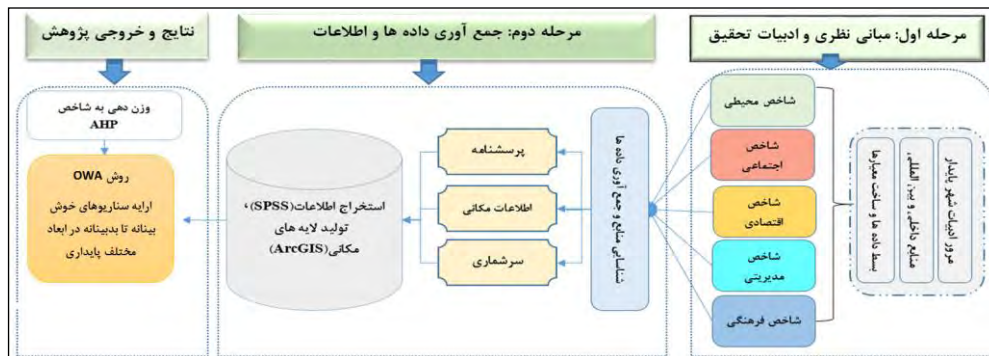 مرحله اول: مبانی نظری و ادبیات تحقیق
مرور ادبیات شهر پایدار
منابع داخلی و بین المللی
بسط داده ها و ساخت معیارها
شاخص محیطی
شاخص
اجتماعی
شاخص
اقتصادی
شاخص
مدیریتی
شاخص فرهنگی
مرحله دوم: جمع آوری داده ها و اطلاعات
شناسایی منابع و جمع آوری داده ها
پرسشنامه
اطلاعات مکانی
سرشماری
استخراج اطلاعات(SPSS)،
تولید لایه های
مکانی(ArcGIS)
نتایج و خروجی پژوهش
وزن دهی به شاخص
AHP
روش OWA
ارایه سناریوهای خوش
بینانه تا بدبینانه در ابعاد
مختلف پایداری